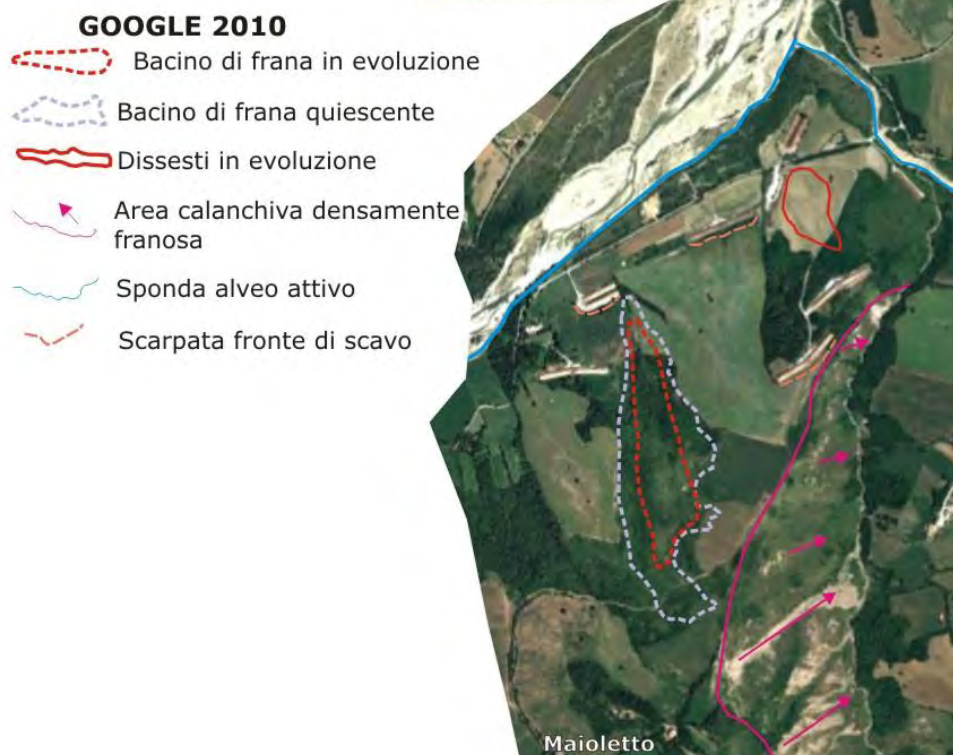 GOOGLE 2010
Bacino di frana in evoluzione
Bacino di frana quiescente
Dissesti in evoluzione
Area calanchiva densamente
franosa
Sponda alveo attivo
Scarpata fronte di scavo
Maioletto